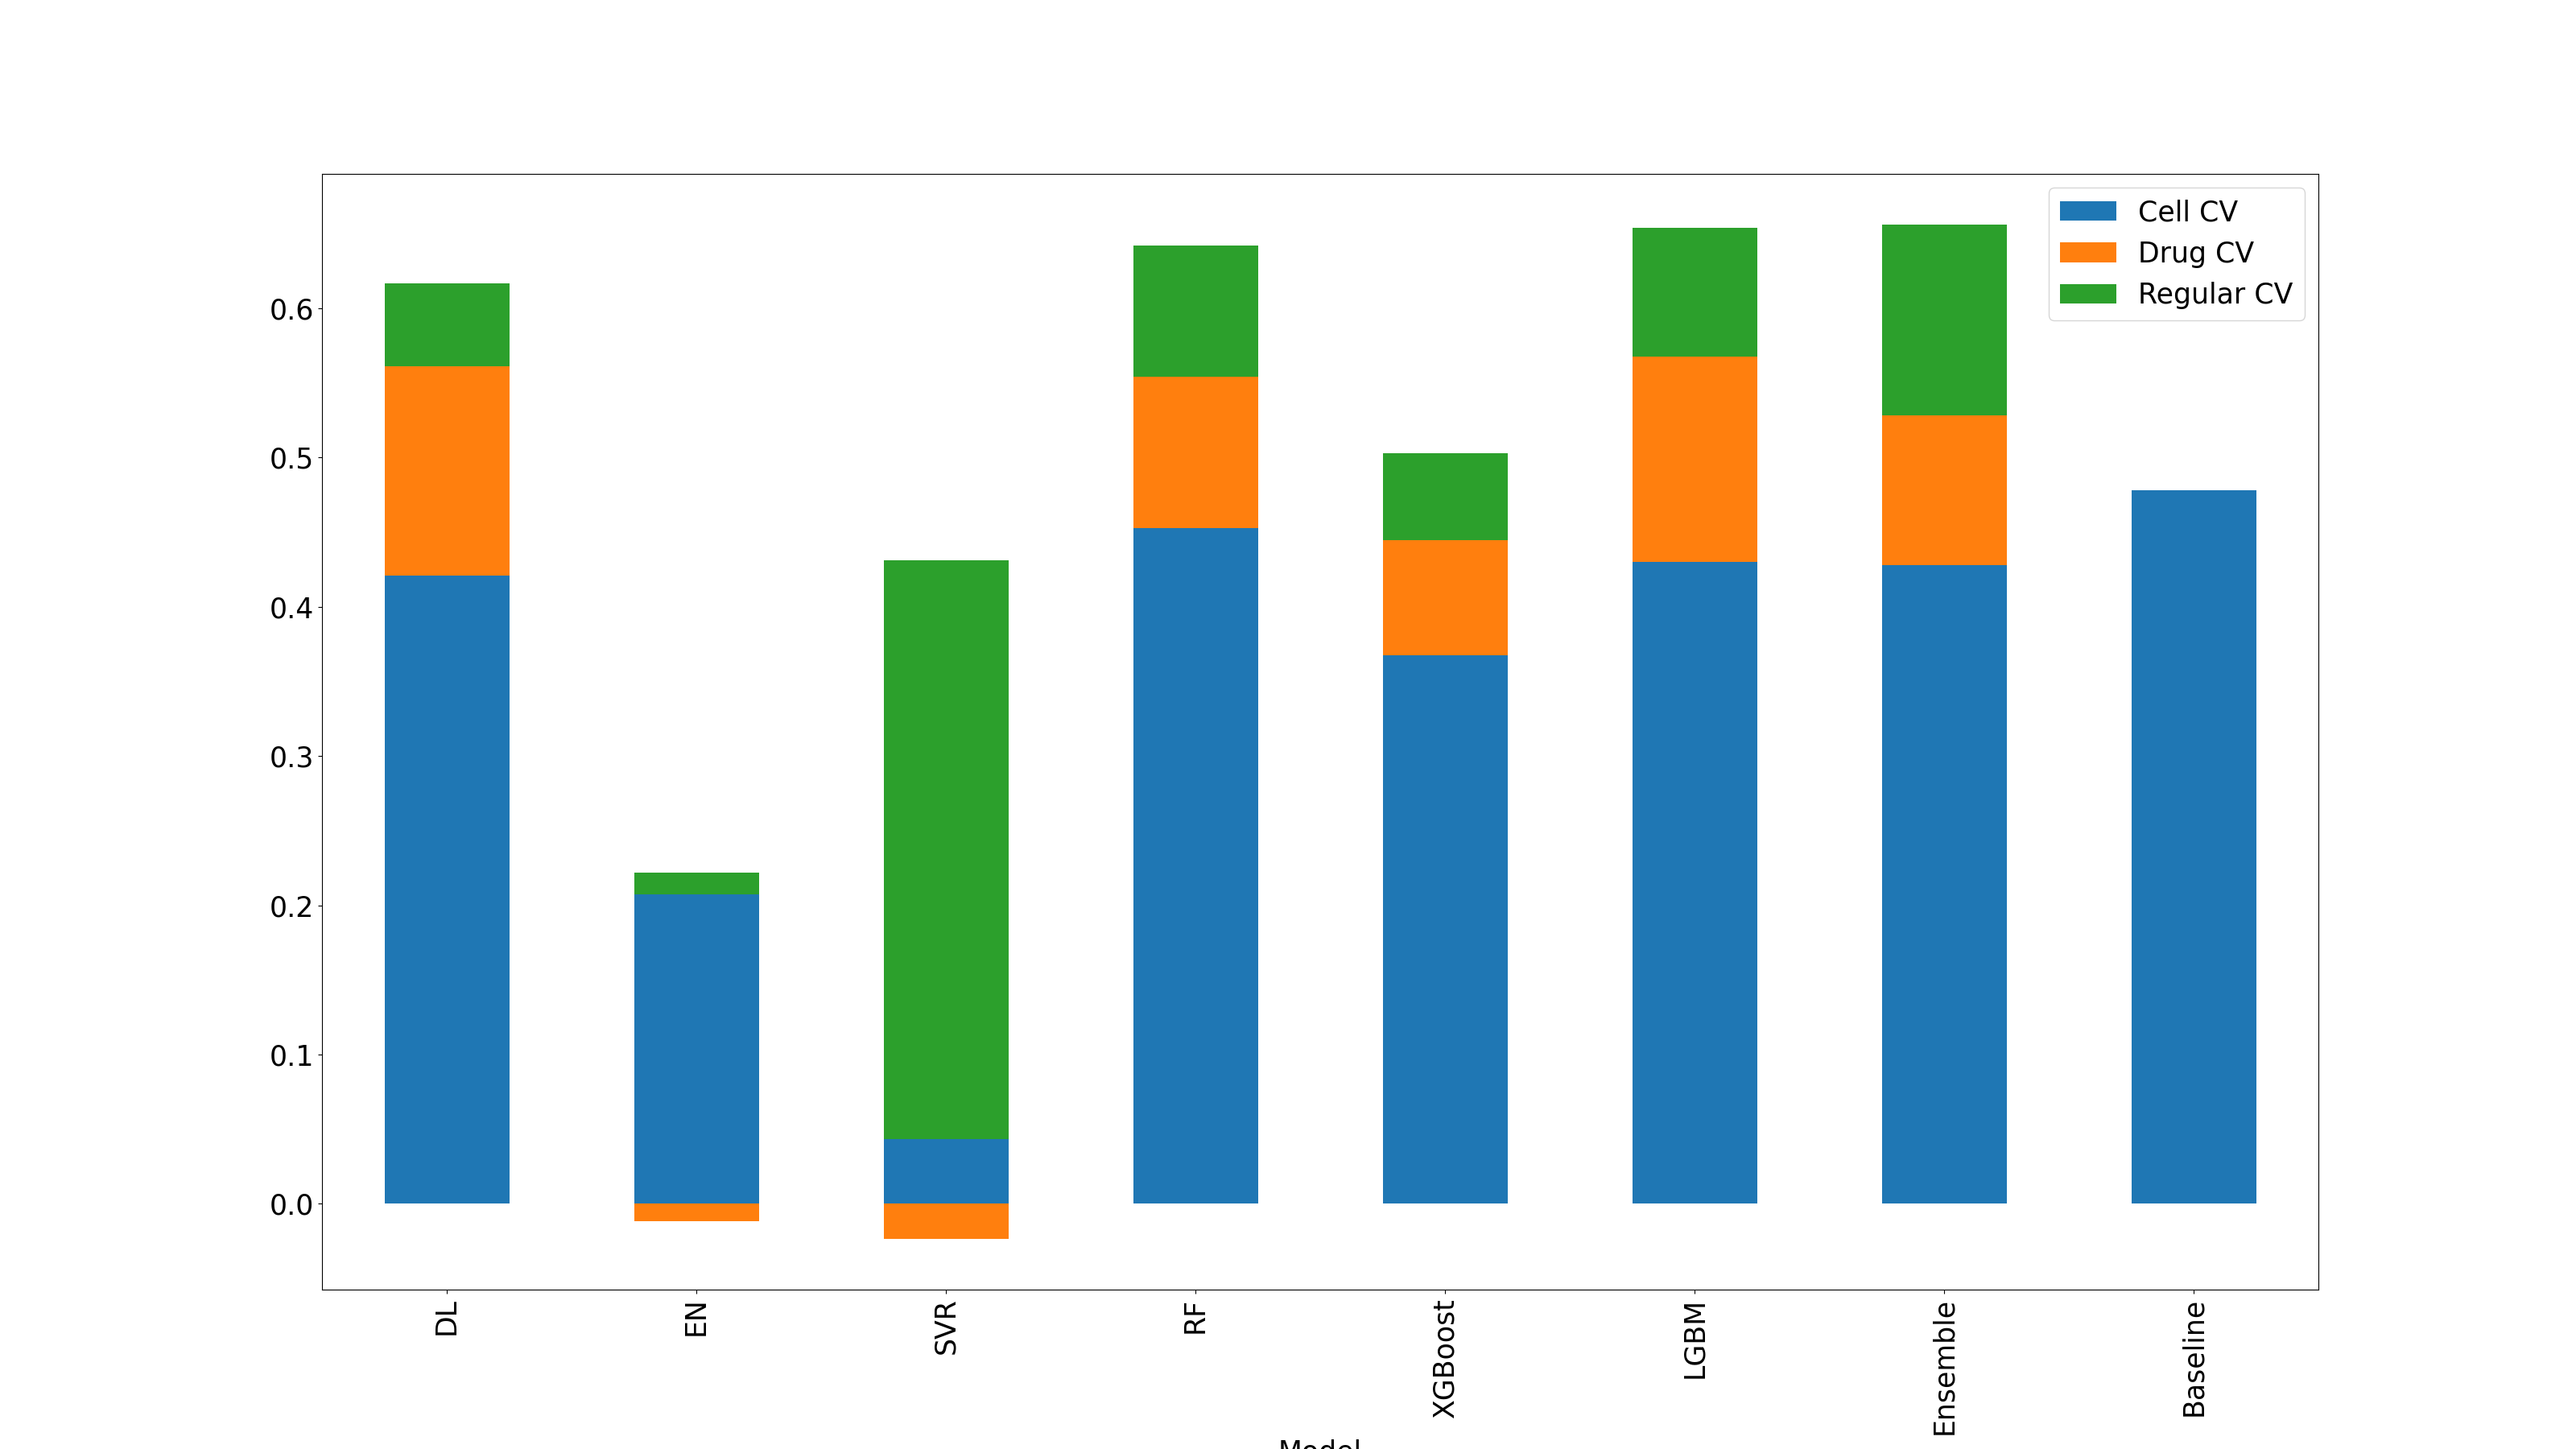 Cell CV
Drug CV
Regular CV
0.6
0.5
0.4
0.3
0.2
0.1
0.0
DL
EN
SVR
RF
XGBoost
LGBM
Ensemble
Baseline
Model